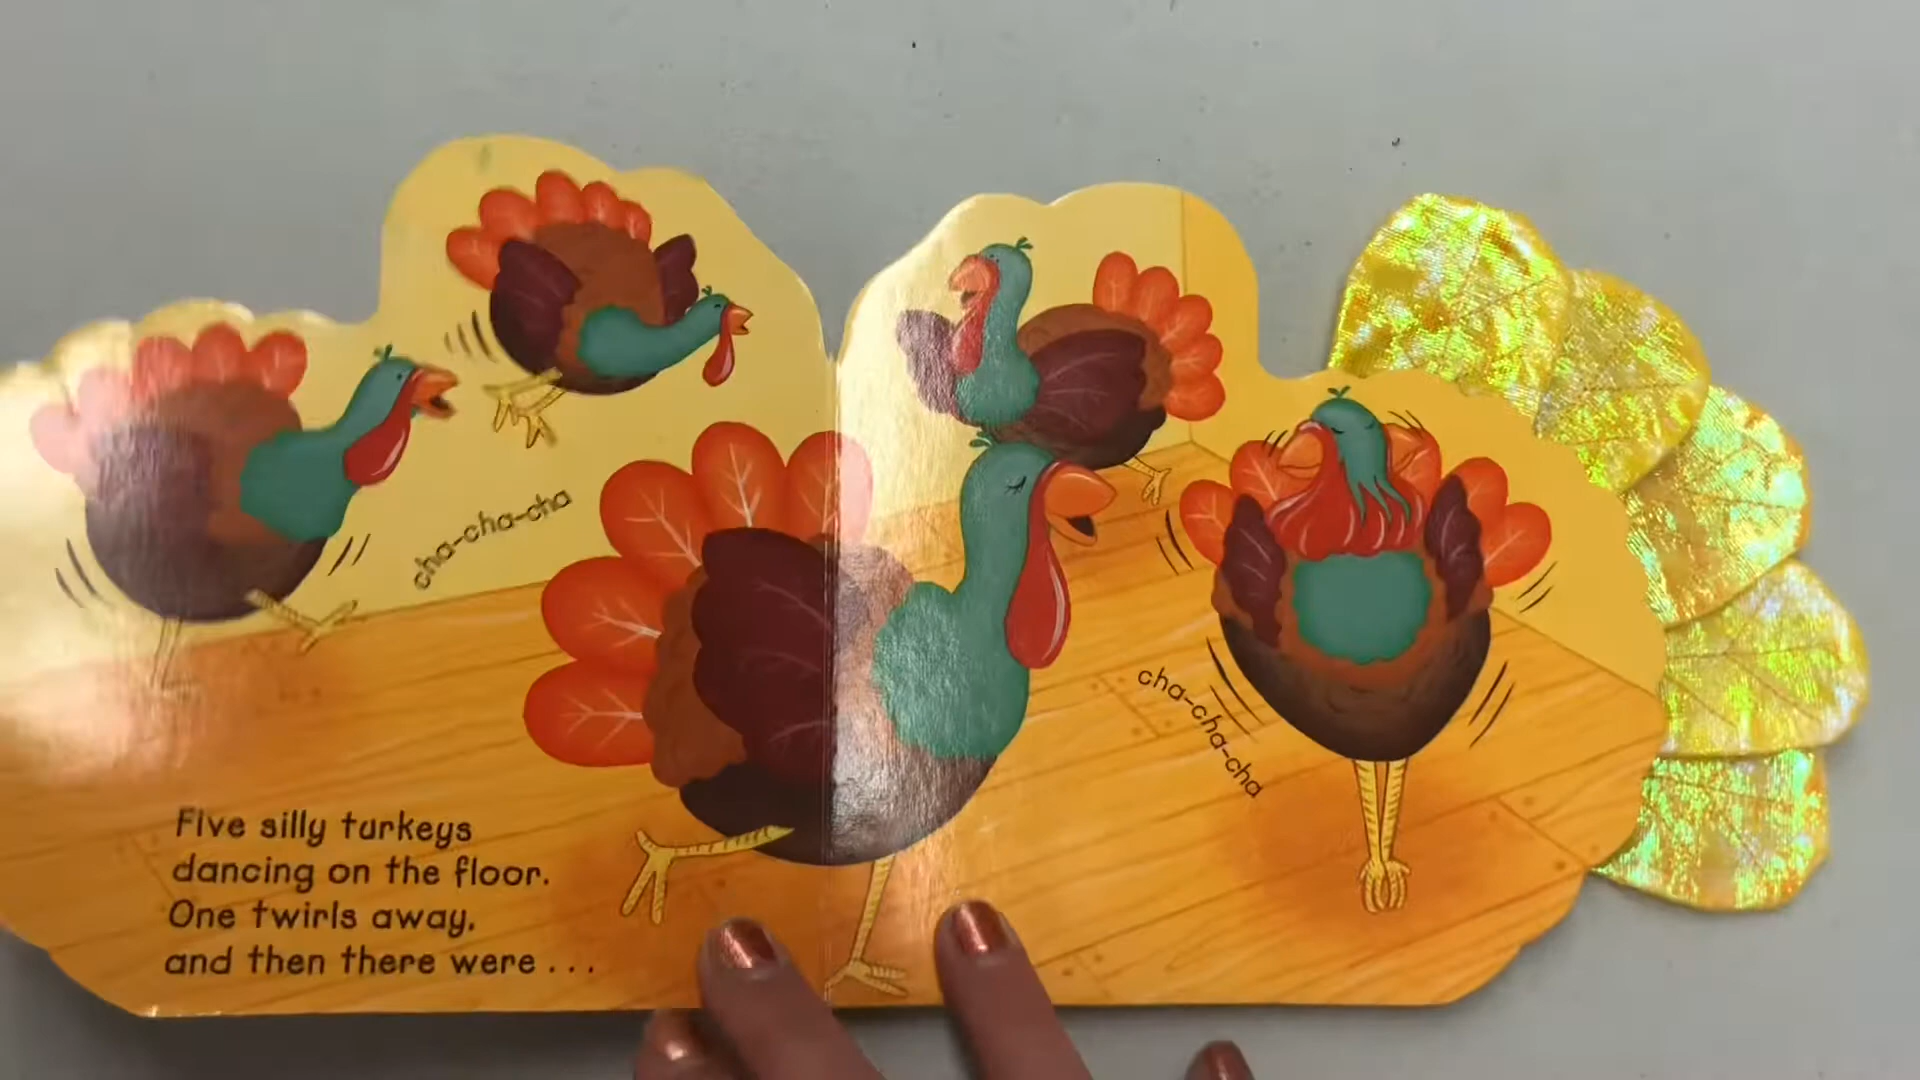 cha-cha-cha
cha-cha-cha
Five silly turkeys
dancing on the floor.
One twirls away,
and then there were . . .